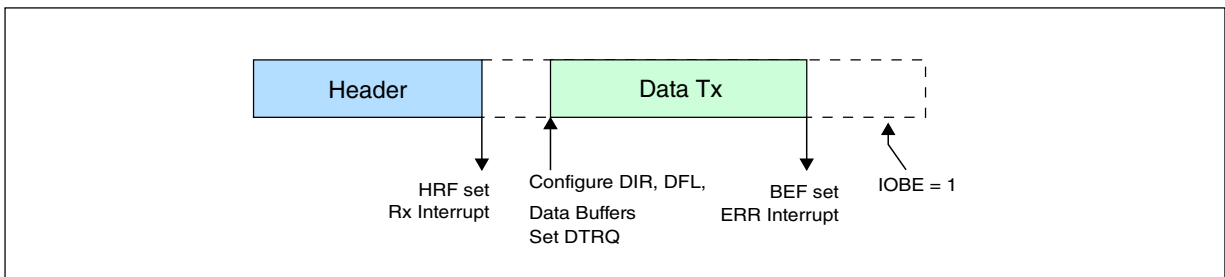 Header
Data Tx
HRF set
Rx Interrupt
Configure DIR, DFL,
Data Buffers
Set DTRQ
BEF set
ERR Interrupt
IOBE = 1